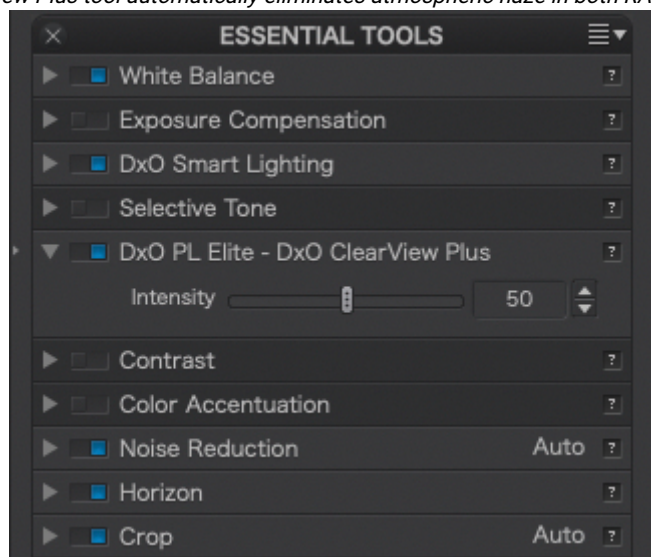 ew Plus tool automatically eliminates atmospheric haze in both RA
ESSENTIAL TOOLS
White Balance ?
Exposure Compensation ?
DxO Smart Lighting ?
Selective Tone ?
DxO PL Elite - DxO ClearView Plus ?
Intensity 50
Contrast ?
Color Accentuation ?
Noise Reduction Auto ?
Horizon ?
Crop Auto ?